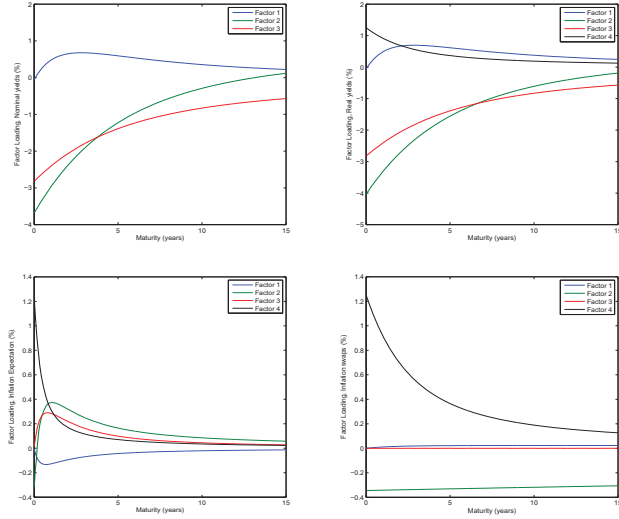 2
1
0
−1
−2
−3
−4
0
5
10
15
Maturity (years)
Factor Loading, Nominal yields (%)
Factor 1
Factor 2
Factor 3
2
1
0
−1
−2
−3
−4
−5
0
5
10
15
Maturity (years)
Factor Loading, Real yields (%)
Factor 1
Factor 2
Factor 3
Factor 4
1.4
1.2
1
0.8
0.6
0.4
0.2
0
−0.2
−0.4
0
5
10
15
Maturity (years)
Factor Loading, Inflation Expectation (%)
Factor 1
Factor 2
Factor 3
Factor 4
1.4
1.2
1
0.8
0.6
0.4
0.2
0
−0.2
−0.4
0
5
10
15
Maturity (years)
Factor Loading, Inflation swaps (%)
Factor 1
Factor 2
Factor 3
Factor 4